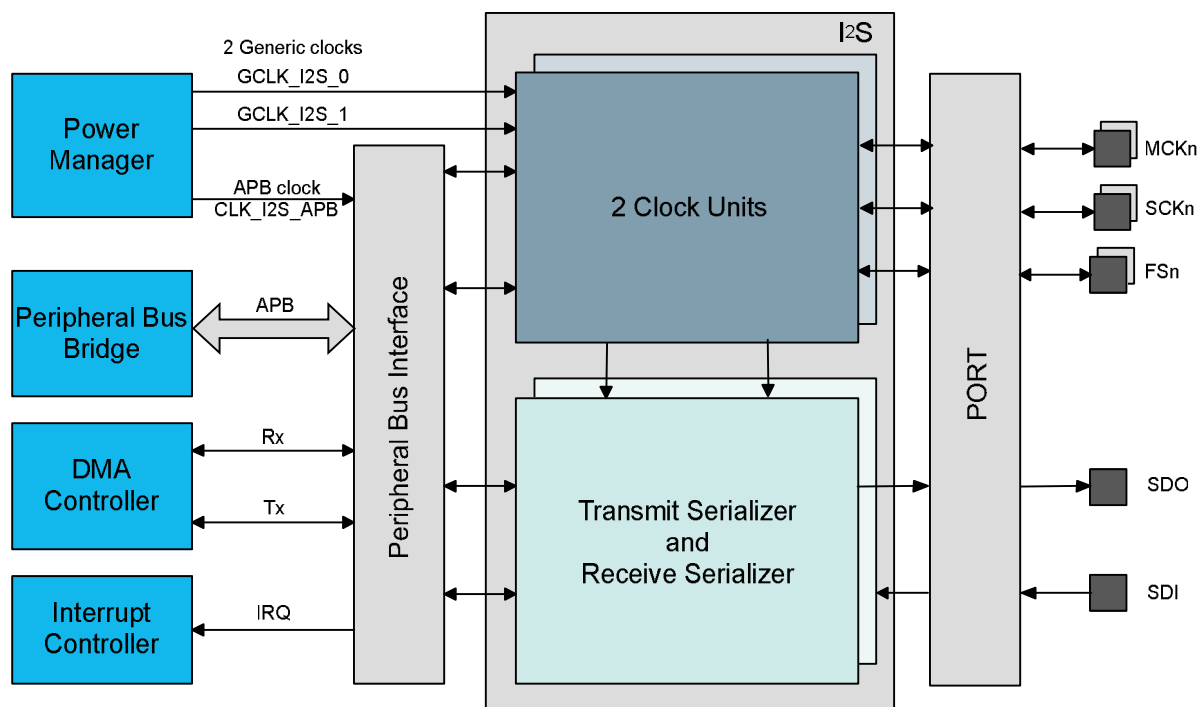 I2S
2 Generic clocks
GCLK_I2S_0
GCLK_I2S_1
Power
Manager
APB clock
CLK_I2S_APB
2 Clock Units
MCKn
SCKn
FSn
Peripheral Bus
Bridge
APB
Peripheral Bus Interface
PORT
DMA
Controller
Rx
Tx
Transmit Serializer
and
Receive Serializer
SDO
SDI
Interrupt
Controller
IRQ